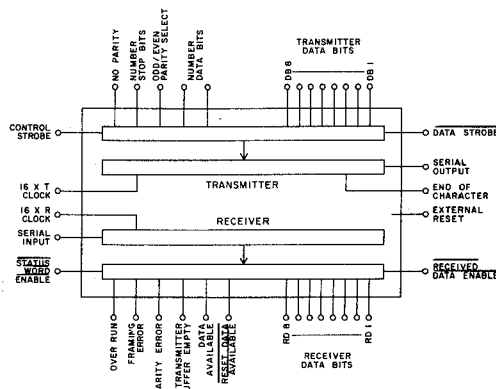 NO PARITY
NUMBER
STOP BITS
ODD/EVEN
PARITY SELECT
NUMBER
DATA BITS
TRANSMITTER
DATA BITS
DB 8
DB 1
CONTROL
STROBE
DATA STROBE
SERIAL
OUTPUT
TRANSMITTER
16 X T
CLOCK
END OF
CHARACTER
16 X R
CLOCK
RECEIVER
EXTERNAL
RESET
SERIAL
INPUT
STATUS
WORD
ENABLE
RECEIVED
DATA ENABLE
OVER RUN
FRAMING
ERROR
ARITY ERROR
TRANSMITTER
UFFER EMPTY
DATA
AVAILABLE
RESET DATA
AVAILABLE
RD 8
RD 1
RECEIVER
DATA BITS